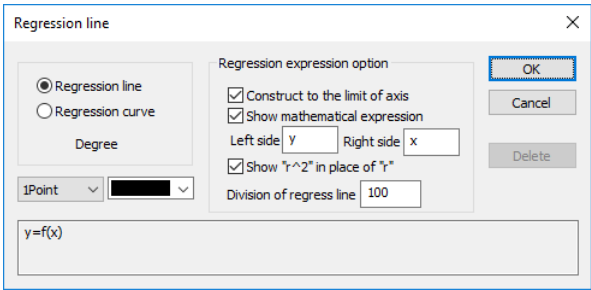 Regression line
Regression line
Regression curve
Degree
1Point
Regression expression option
Construct to the limit of axis
Show mathematical expression
Left side y Right side x
Show "r^2" in place of "r"
Division of regress line 100
OK
Cancel
Delete
y=f(x)